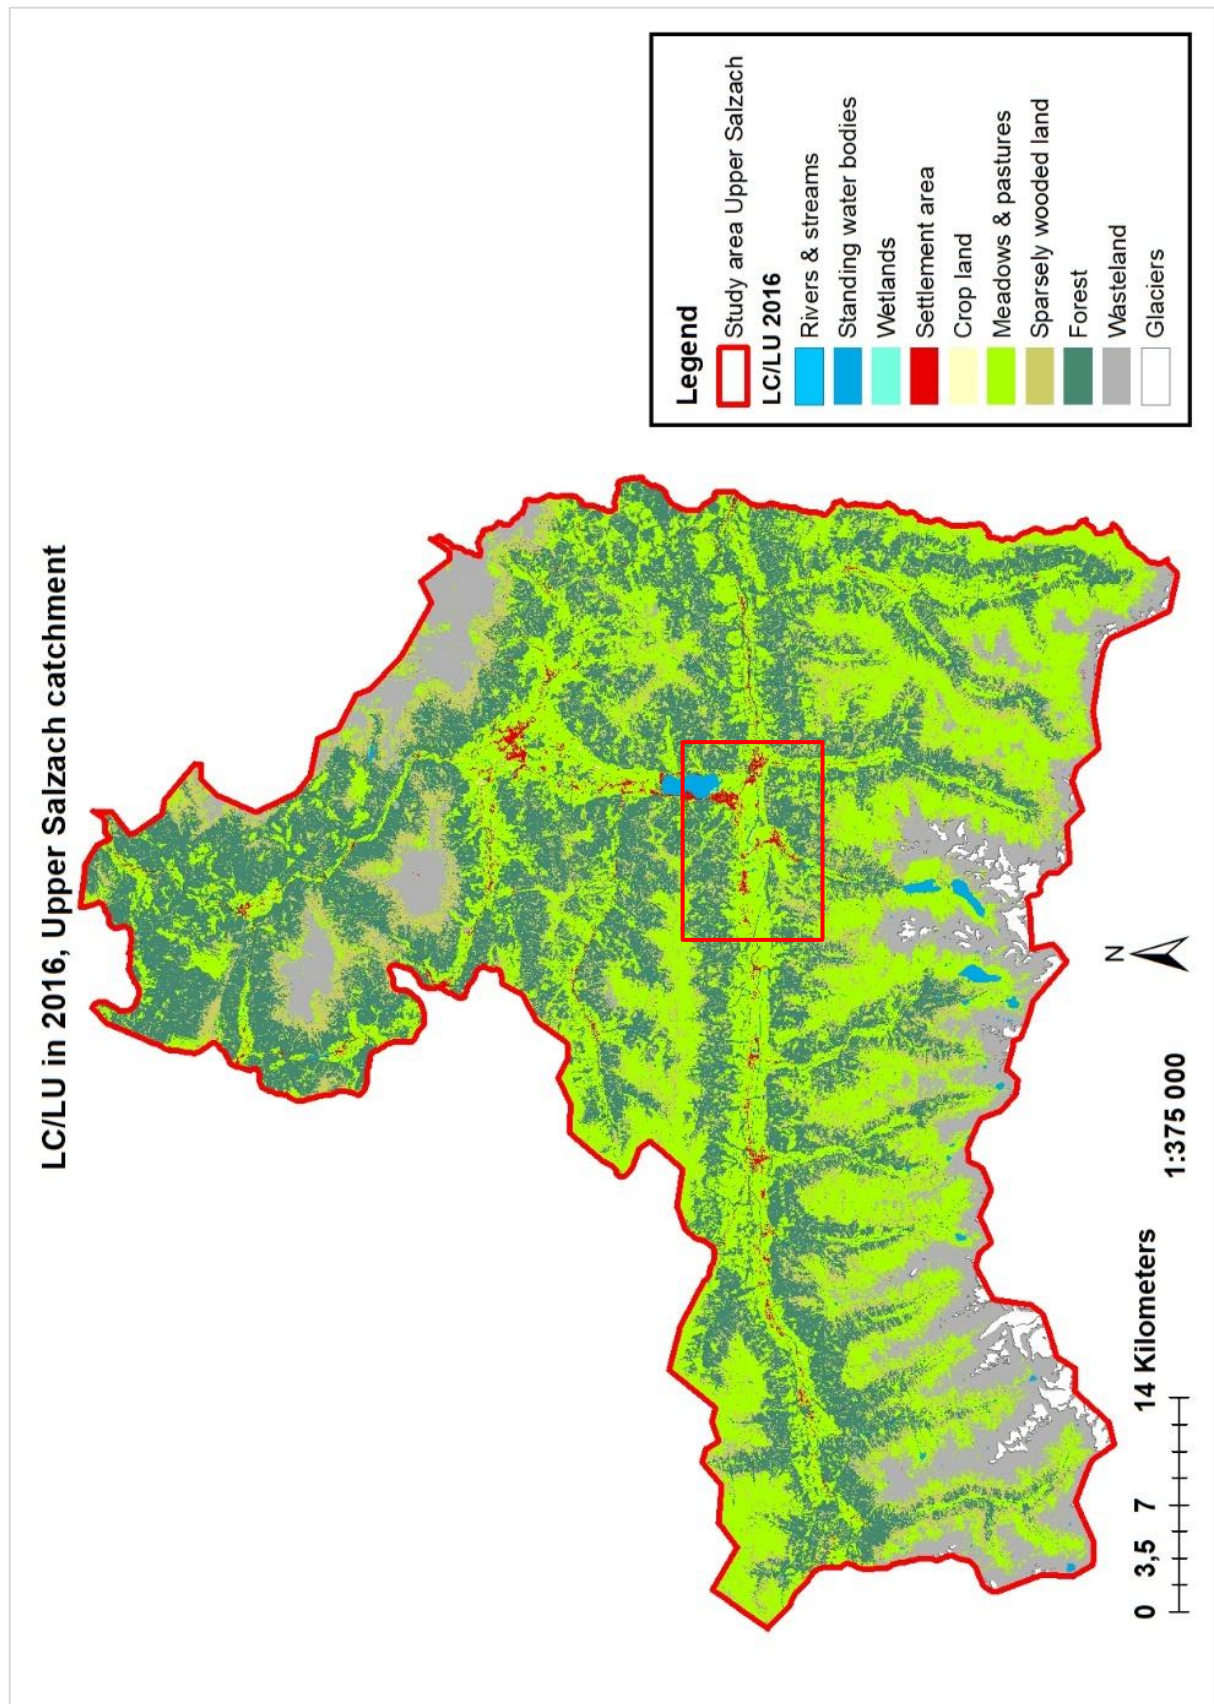 LC/LU in 2016, Upper Salzach catchment
Legend
Study area Upper Salzach
LC/LU 2016
Rivers & streams
Standing water bodies
Wetlands
Settlement area
Crop land
Meadows & pastures
Sparsely wooded land
Forest
Wasteland
Glaciers
N
0 3,5 7 14 Kilometers
1:375 000